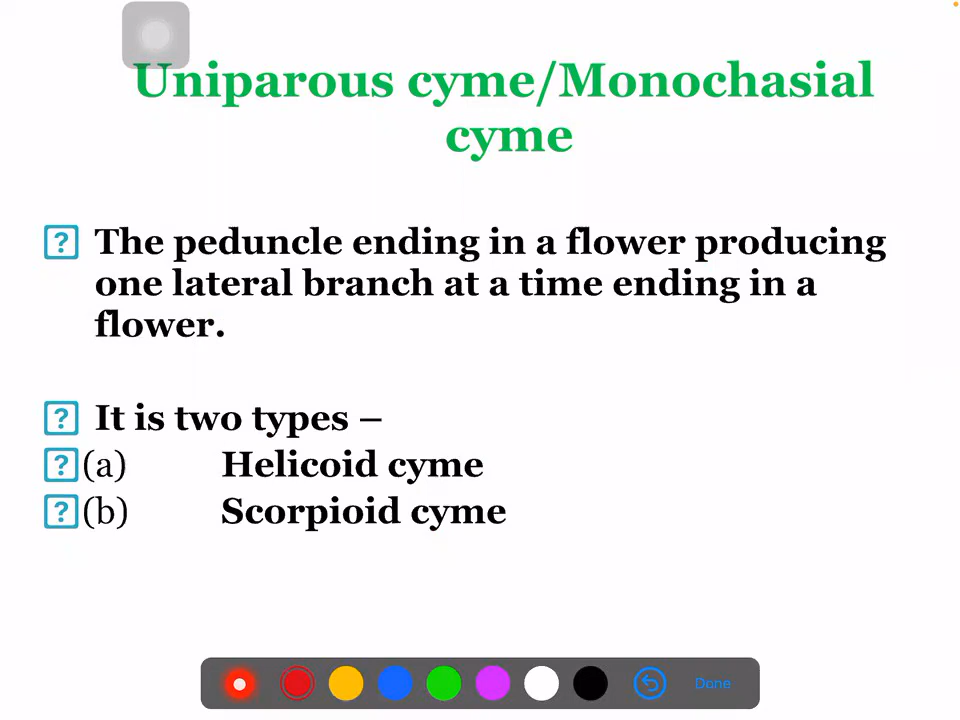 Uniparous cyme/Monochasial
cyme
The peduncle ending in a flower producing
one lateral branch at a time ending in a
flower.
It is two types –
(a) Helicoid cyme
(b) Scorpioid cyme
Done